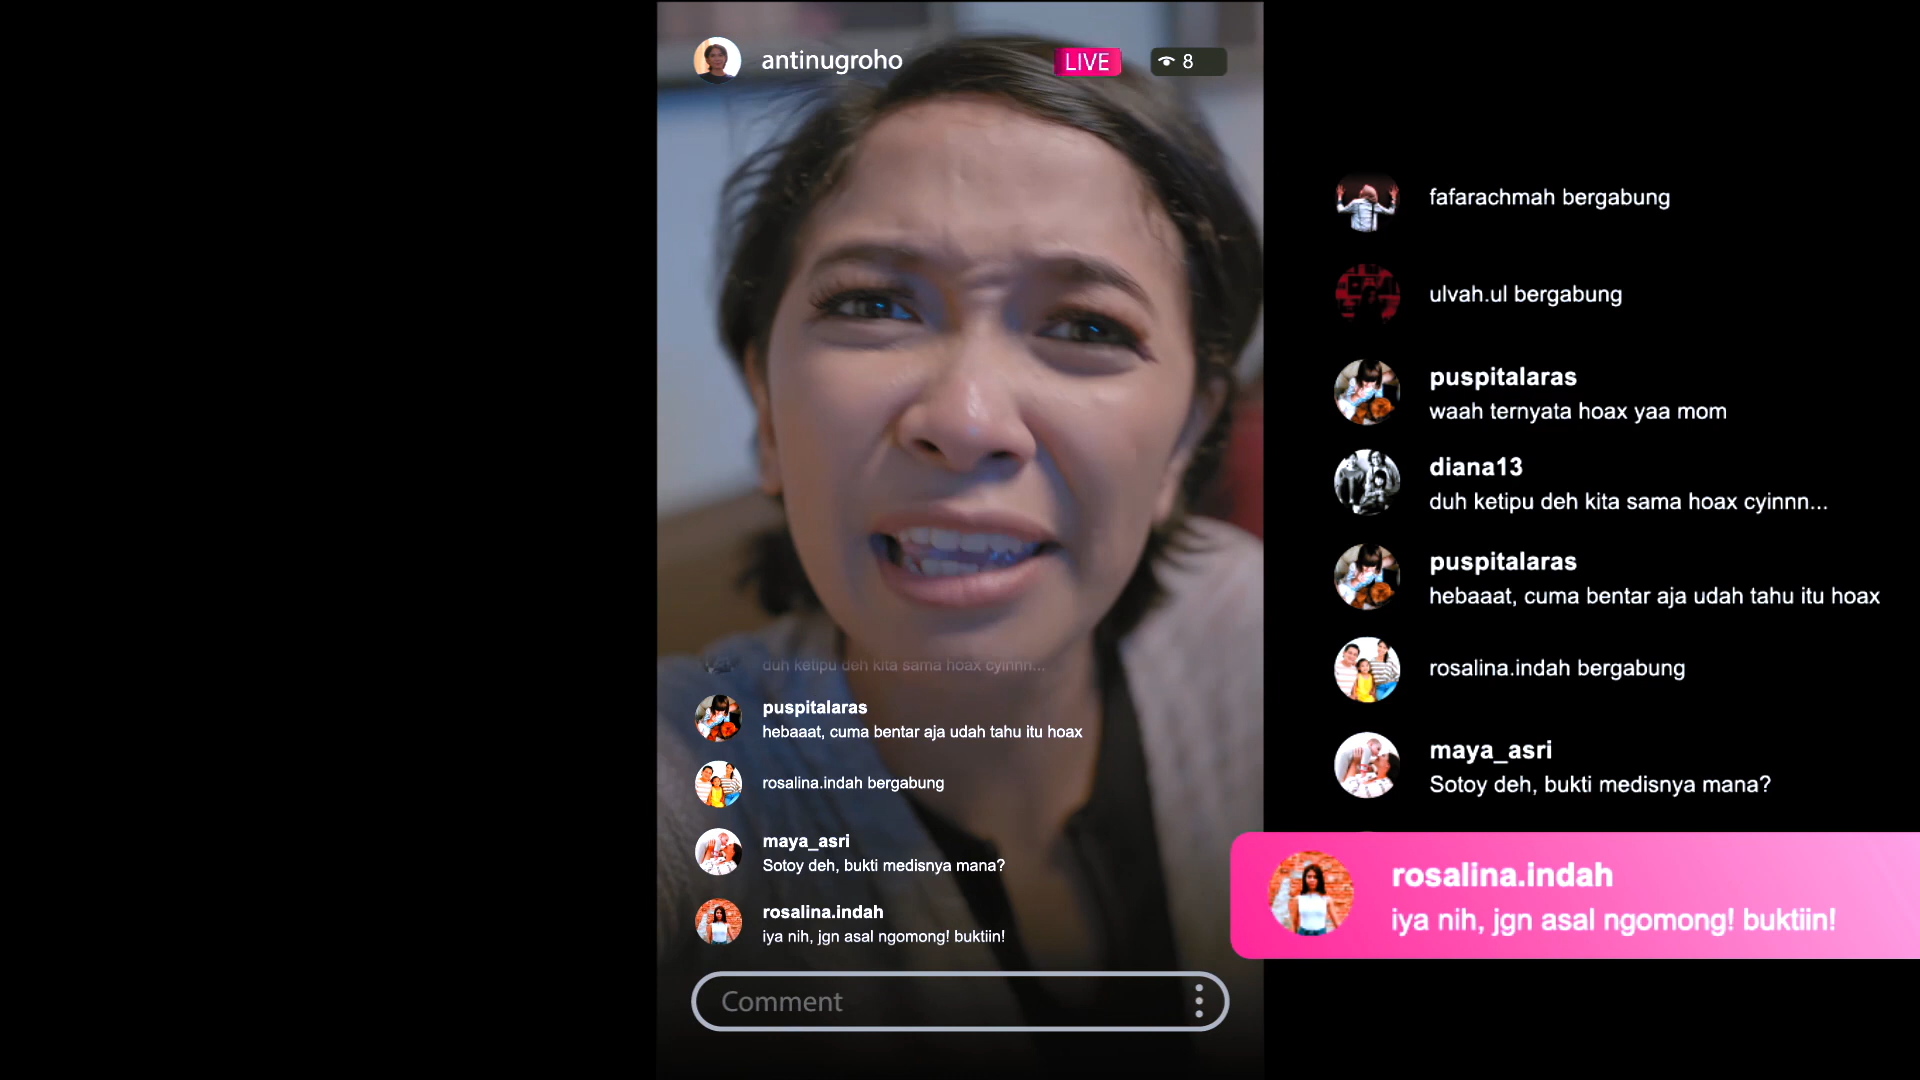 antinugroho
LIVE
8
duh ketipu deh kita sama hoax cyinnn...
puspitalaras
hebaaat, cuma bentar aja udah tahu itu hoax
rosalina.indah bergabung
maya_asri
Sotoy deh, bukti medisnya mana?
rosalina.indah
iya nih, jgn asal ngomong! buktiin!
Comment
fafarachmah bergabung
ulvah.ul bergabung
puspitalaras
waah ternyata hoax yaa mom
diana13
duh ketipu deh kita sama hoax cyinnn...
puspitalaras
hebaaat, cuma bentar aja udah tahu itu hoax
rosalina.indah bergabung
maya_asri
Sotoy deh, bukti medisnya mana?
rosalina.indah
iya nih, jgn asal ngomong! buktiin!